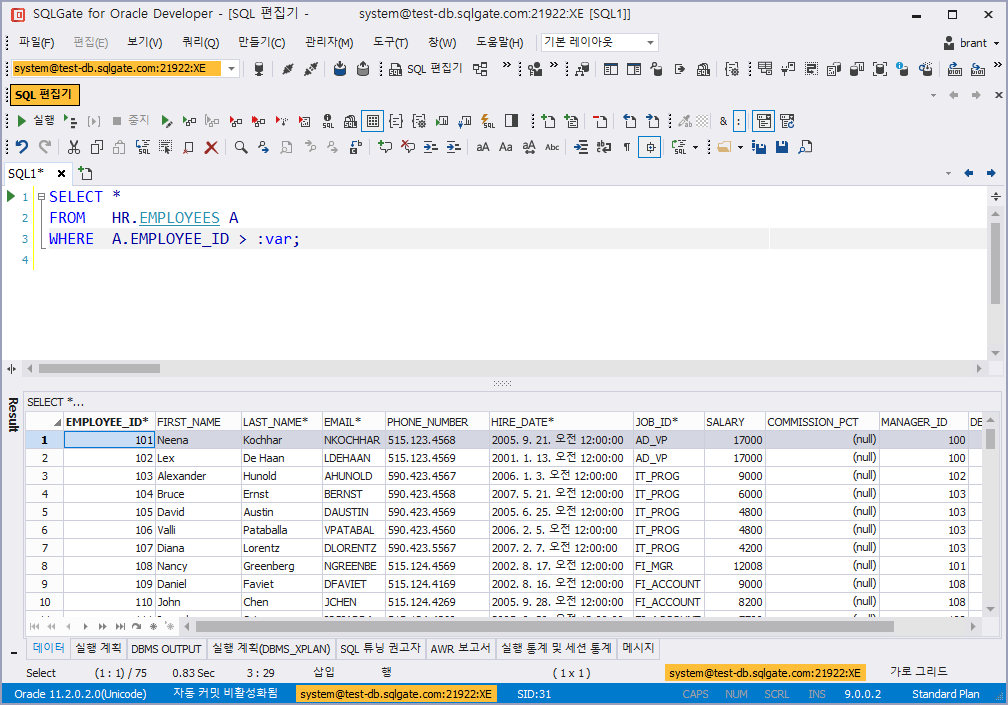 SQLGate for Oracle Developer - [SQL 편집기 - system@test-db.sqlgate.com:21922:XE [SQL1]]
파일(F) 편집(E) 보기(V) 쿼리(Q) 만들기(C) 관리자(M) 도구(T) 창(W) 도움말(H) 기본 레이아웃 brant
system@test-db.sqlgate.com:21922:XE SQL 편집기
SQL 편집기
실행 중지
SQL1*
1 SELECT *
2 FROM HR.EMPLOYEES A
3 WHERE A.EMPLOYEE_ID > :var;
4
Result
SELECT *...
EMPLOYEE_ID* FIRST_NAME LAST_NAME* EMAIL* PHONE_NUMBER HIRE_DATE* JOB_ID* SALARY COMMISSION_PCT MANAGER_ID DE
1 101 Neena Kochhar NKOCHHAR 515.123.4568 2005. 9. 21. 오전 12:00:00 AD_VP 17000 (null) 100
2 102 Lex De Haan LDEHAAN 515.123.4569 2001. 1. 13. 오전 12:00:00 AD_VP 17000 (null) 100
3 103 Alexander Hunold AHUNOLD 590.423.4567 2006. 1. 3. 오전 12:00:00 IT_PROG 9000 (null) 102
4 104 Bruce Ernst BERNST 590.423.4568 2007. 5. 21. 오전 12:00:00 IT_PROG 6000 (null) 103
5 105 David Austin DAUSTIN 590.423.4569 2005. 6. 25. 오전 12:00:00 IT_PROG 4800 (null) 103
6 106 Valli Pataballa VPATABAL 590.423.4560 2006. 2. 5. 오전 12:00:00 IT_PROG 4800 (null) 103
7 107 Diana Lorentz DLORENTZ 590.423.5567 2007. 2. 7. 오전 12:00:00 IT_PROG 4200 (null) 103
8 108 Nancy Greenberg NGREENBE 515.124.4569 2002. 8. 17. 오전 12:00:00 FI_MGR 12008 (null) 101
9 109 Daniel Faviet DFAVIET 515.124.4169 2002. 8. 16. 오전 12:00:00 FI_ACCOUNT 9000 (null) 108
10 110 John Chen JCHEN 515.124.4269 2005. 9. 28. 오전 12:00:00 FI_ACCOUNT 8200 (null) 108
데이터 실행 계획 DBMS OUTPUT 실행 계획(DBMS_XPLAN) SQL 튜닝 권고자 AWR 보고서 실행 통계 및 세션 통계 메시지
Select (1 : 1) / 75 0.83 Sec 3 : 29 삽입 행 ( 1 x 1 ) system@test-db.sqlgate.com:21922:XE 가로 그리드
Oracle 11.2.0.2.0(Unicode) 자동 커밋 비활성화됨 system@test-db.sqlgate.com:21922:XE SID:31 CAPS NUM SCRL INS 9.0.0.2 Standard Plan